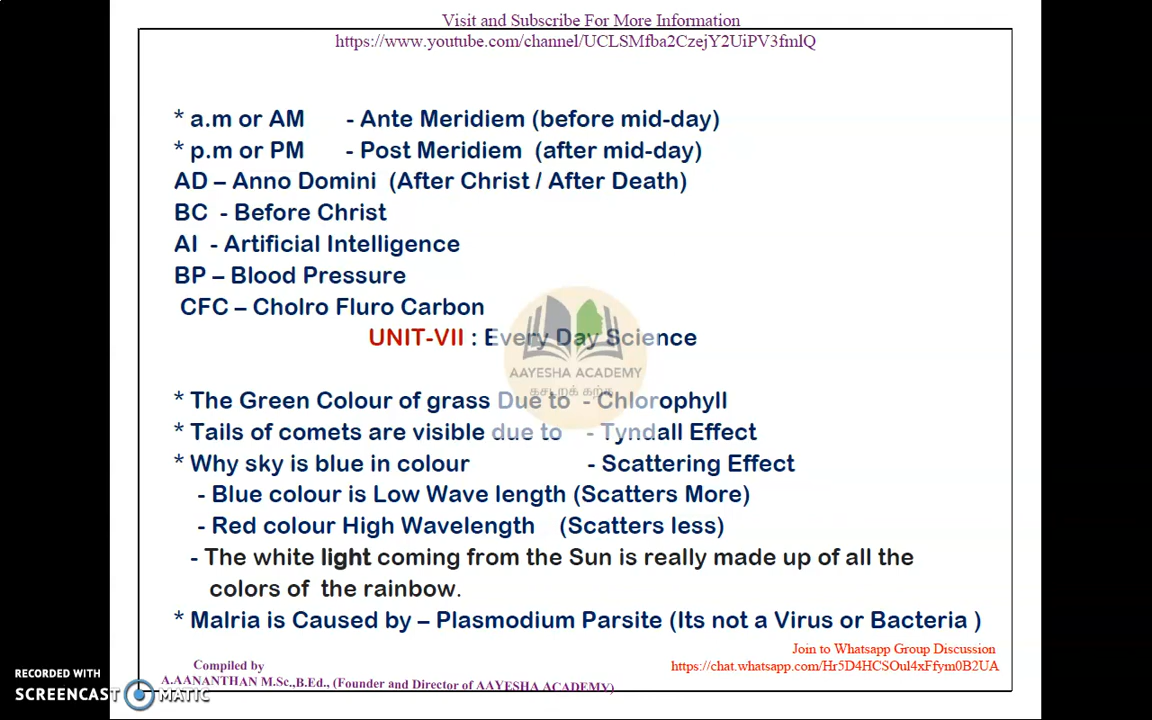 Visit and Subscribe For More Information
https://www.youtube.com/channel/UCLSMfba2CzejY2UiPV3fmlQ
* a.m or AM - Ante Meridiem (before mid-day)
* p.m or PM - Post Meridiem (after mid-day)
AD – Anno Domini (After Christ / After Death)
BC - Before Christ
AI - Artificial Intelligence
BP – Blood Pressure
CFC – Cholro Fluro Carbon
UNIT-VII : Every Day Science
AAYESHA ACADEMY
கசடறக் கற்க
* The Green Colour of grass Due to - Chlorophyll
* Tails of comets are visible due to - Tyndall Effect
* Why sky is blue in colour - Scattering Effect
- Blue colour is Low Wave length (Scatters More)
- Red colour High Wavelength (Scatters less)
- The white light coming from the Sun is really made up of all the
colors of the rainbow.
* Malria is Caused by – Plasmodium Parsite (Its not a Virus or Bacteria )
Join to Whatsapp Group Discussion
https://chat.whatsapp.com/Hr5D4HCSOul4xFfym0B2UA
Compiled by
A.AANANTHAN M.Sc.,B.Ed., (Founder and Director of AAYESHA ACADEMY)
RECORDED WITH
SCREENCAST MATIC